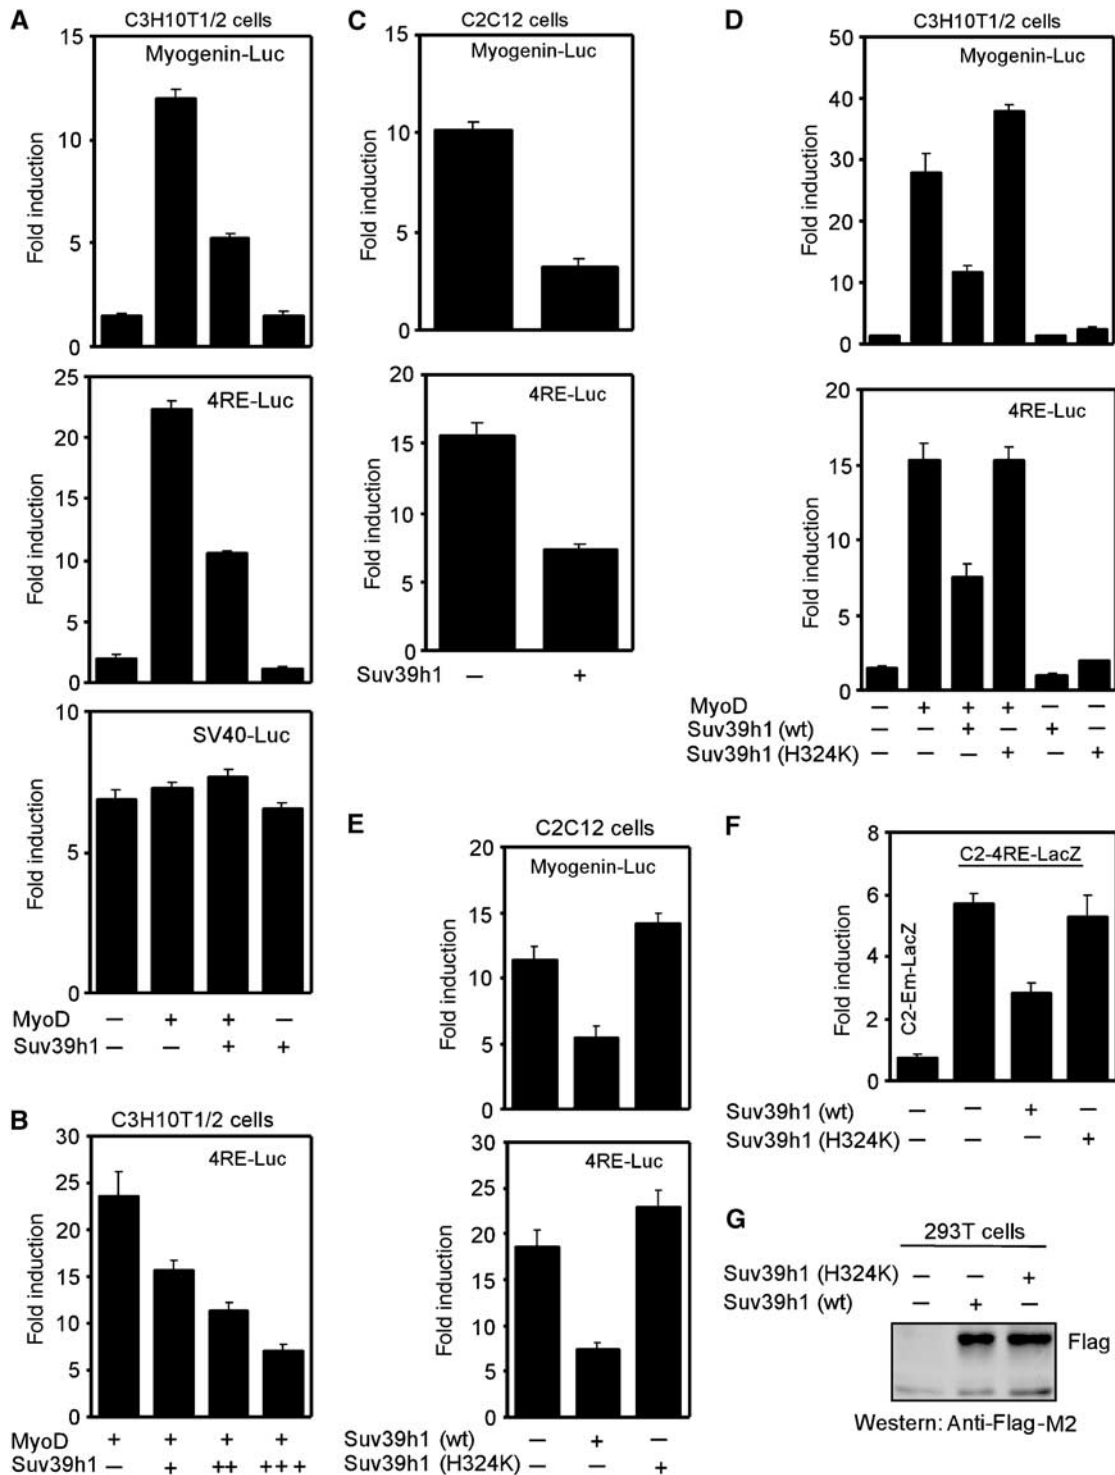 A
C3H10T1/2 cells
Myogenin-Luc
Fold induction
15
10
5
0
4RE-Luc
Fold induction
25
20
15
10
5
0
SV40-Luc
Fold induction
10
5
0
MyoD — + + —
Suv39h1 — — + +
B
C3H10T1/2 cells
4RE-Luc
Fold induction
30
25
20
15
10
5
0
MyoD + + + +
Suv39h1 — + ++ +++
C
C2C12 cells
Myogenin-Luc
Fold induction
15
10
5
0
4RE-Luc
Fold induction
20
15
10
5
0
Suv39h1 — +
D
C3H10T1/2 cells
Myogenin-Luc
Fold induction
50
40
30
20
10
0
4RE-Luc
Fold induction
20
15
10
5
0
MyoD — + + + — —
Suv39h1 (wt) — — + — + —
Suv39h1 (H324K) — — — + — +
E
C2C12 cells
Myogenin-Luc
Fold induction
20
15
10
5
0
4RE-Luc
Fold induction
30
25
20
15
10
5
0
Suv39h1 (wt) — + —
Suv39h1 (H324K) — — +
F
C2-4RE-LacZ
C2-Em-LacZ
Fold induction
8
6
4
2
0
Suv39h1 (wt) — — + —
Suv39h1 (H324K) — — — +
G
293T cells
Suv39h1 (H324K) — — +
Suv39h1 (wt) — + —
Flag
Western: Anti-Flag-M2